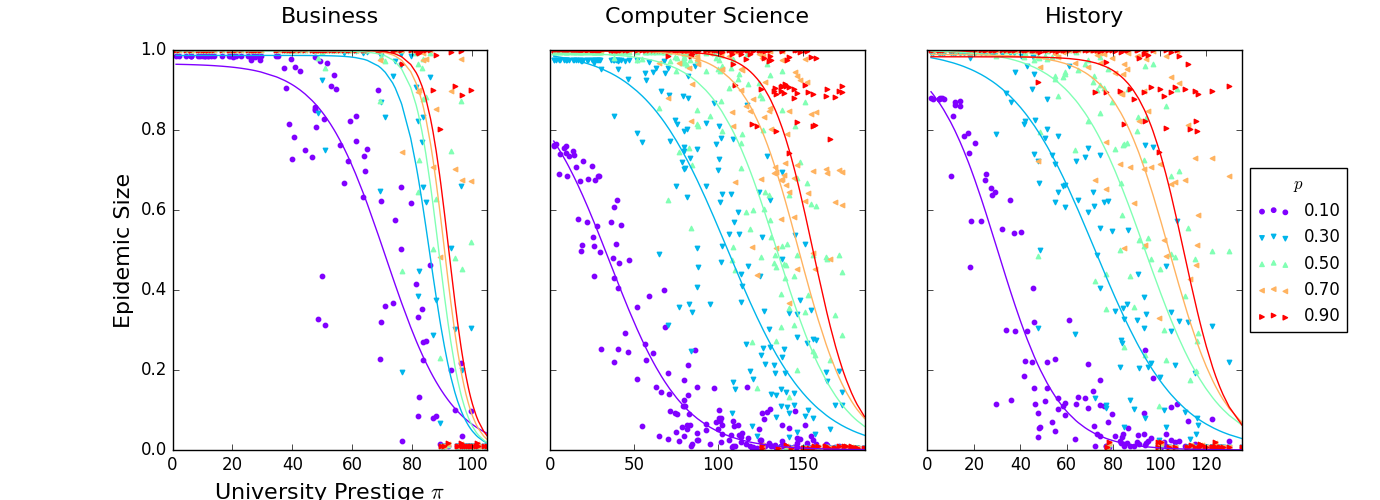 Business
Computer Science
History
Epidemic Size
1.0
0.8
0.6
0.4
0.2
0.0
0 20 40 60 80 100
0 50 100 150
0 20 40 60 80 100 120
University Prestige π
p
0.10
0.30
0.50
0.70
0.90